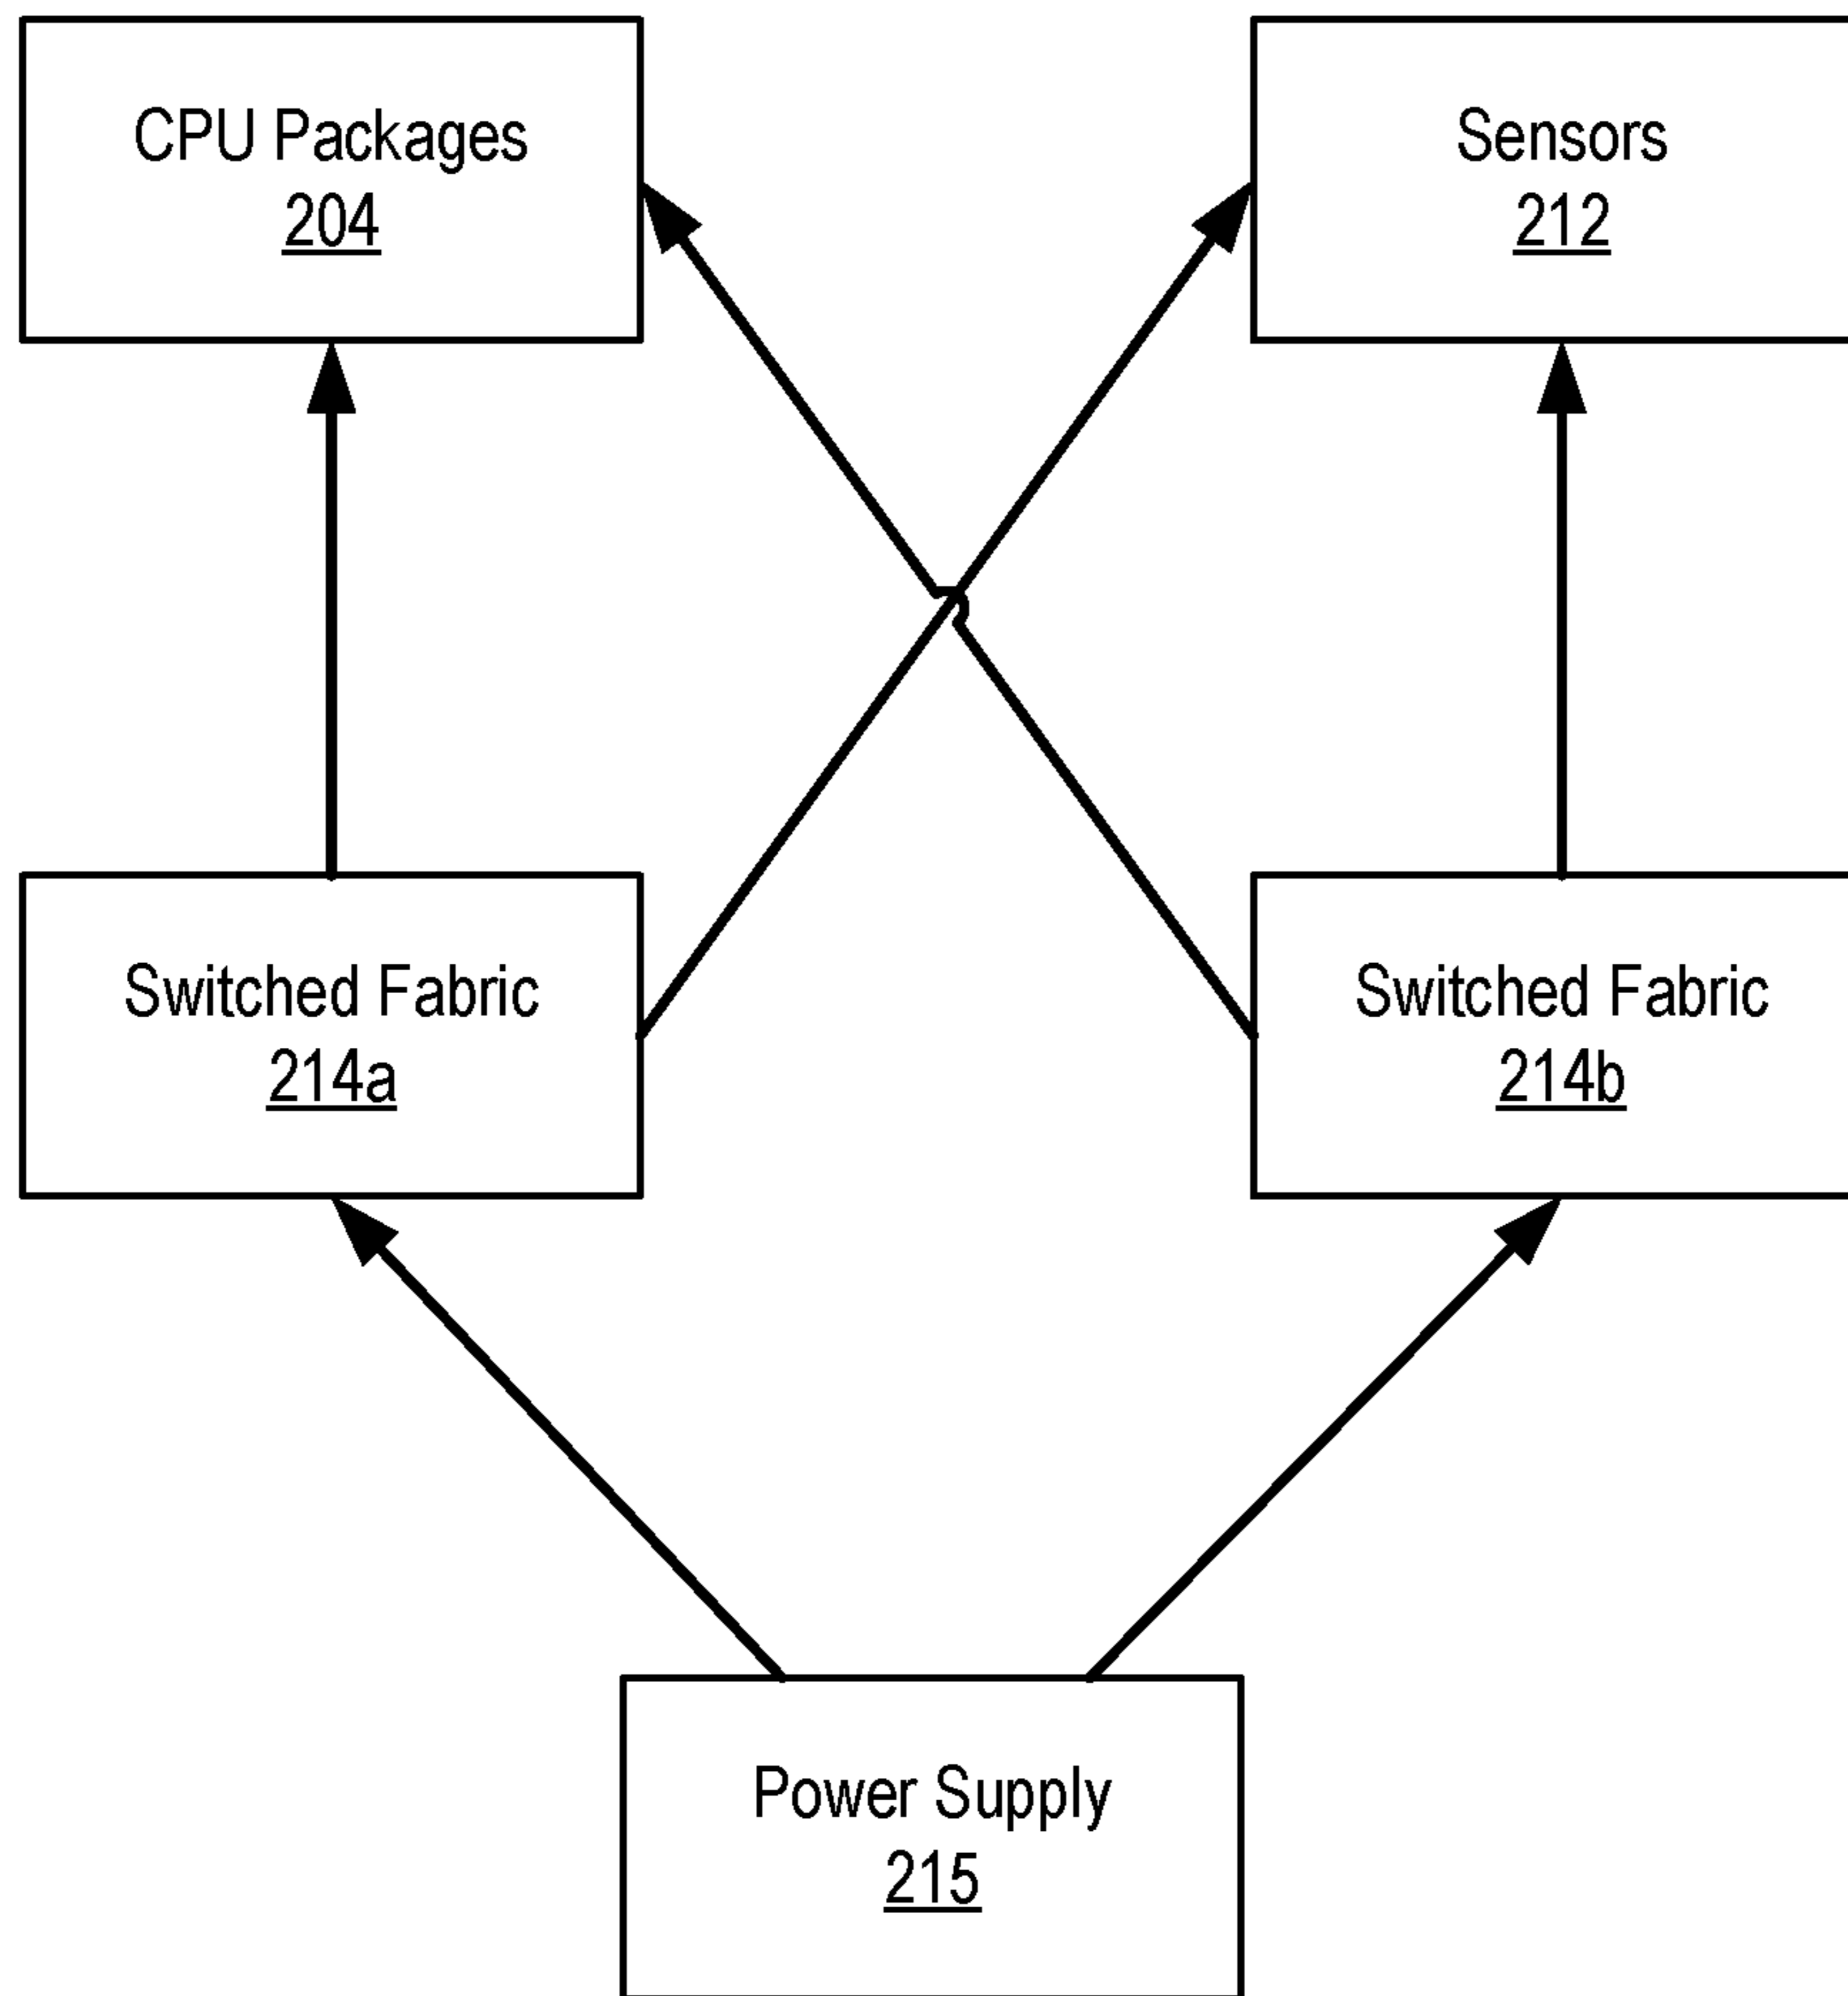 CPU Packages
204
Sensors
212
Switched Fabric
214a
Switched Fabric
214b
Power Supply
215